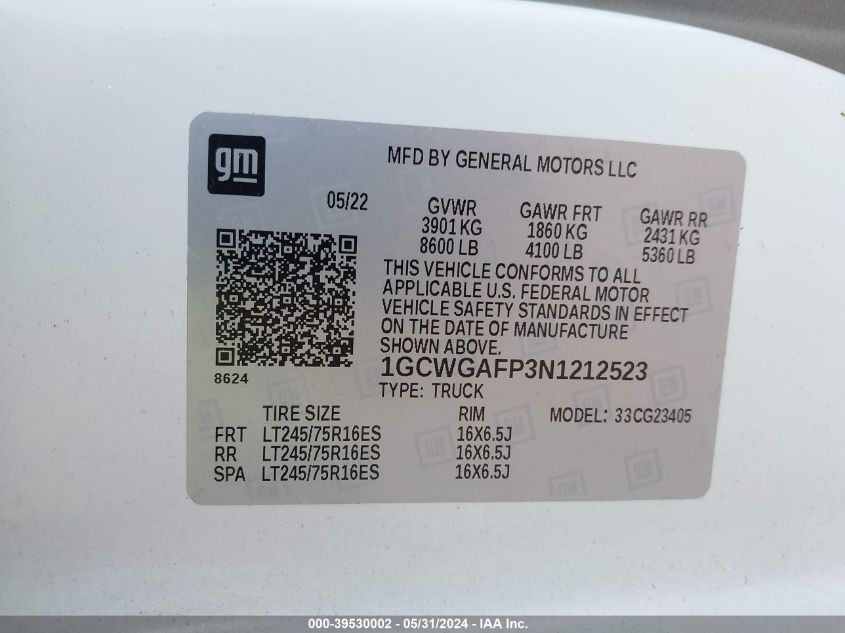 gm
MFD BY GENERAL MOTORS LLC
05/22
GVWR GAWR FRT GAWR RR
3901 KG 1860 KG 2431 KG
8600 LB 4100 LB 5360 LB
THIS VEHICLE CONFORMS TO ALL
APPLICABLE U.S. FEDERAL MOTOR
VEHICLE SAFETY STANDARDS IN EFFECT
ON THE DATE OF MANUFACTURE
SHOWN ABOVE.
8624
1GCWGAFP3N1212523
TYPE: TRUCK
TIRE SIZE RIM MODEL: 33CG23405
FRT LT245/75R16ES 16X6.5J
RR LT245/75R16ES 16X6.5J
SPA LT245/75R16ES 16X6.5J
000-39530002 - 05/31/2024 - IAA Inc.